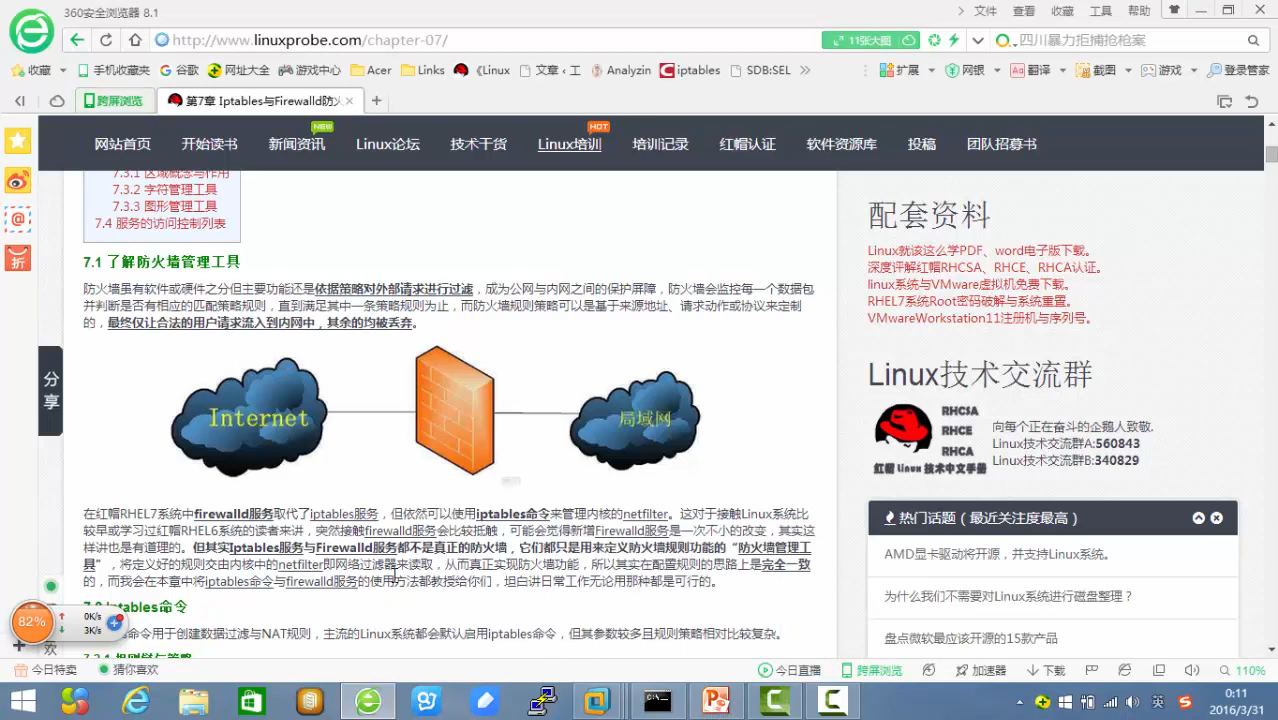 360安全浏览器 8.1
文件 查看 收藏 工具 帮助
http://www.linuxprobe.com/chapter-07/
11张大图
四川暴力拒捕抢枪案
收藏 手机收藏夹 谷歌 网址大全 游戏中心 Acer Links 《Linux 文章‹ 工 Analyzin iptables SDB:SEL
扩展 网银 翻译 截图 游戏 登录管家
跨屏浏览 第7章 Iptables与Firewalld防火
网站首页 开始读书 新闻资讯 NEW Linux论坛 技术干货 Linux培训 HOT 培训记录 红帽认证 软件资源库 投稿 团队招募书
7.3.1 区域概念与作用
7.3.2 字符管理工具
7.3.3 图形管理工具
7.4 服务的访问控制列表
7.1 了解防火墙管理工具
防火墙虽有软件或硬件之分但主要功能还是依据策略对外部请求进行过滤，成为公网与内网之间的保护屏障，防火墙会监控每一个数据包
并判断是否有相应的匹配策略规则，直到满足其中一条策略规则为止，而防火墙规则策略可以是基于来源地址、请求动作或协议来定制
的，最终仅让合法的用户请求流入到内网中，其余的均被丢弃。
Internet
局域网
在红帽RHEL7系统中firewalld服务取代了iptables服务，但依然可以使用iptables命令来管理内核的netfilter。这对于接触Linux系统比
较早或学习过红帽RHEL6系统的读者来讲，突然接触firewalld服务会比较抵触，可能会觉得新增Firewalld服务是一次不小的改变，其实这
样讲也是有道理的。但其实Iptables服务与Firewalld服务都不是真正的防火墙，它们都只是用来定义防火墙规则功能的“防火墙管理工
具”，将定义好的规则交由内核中的netfilter即网络过滤器来读取，从而真正实现防火墙功能，所以其实在配置规则的思路上是完全一致
的，而我会在本章中将iptables命令与firewalld服务的使用方法都教授给你们，坦白讲日常工作无论用那种都是可行的。
Iptables命令
命令用于创建数据过滤与NAT规则，主流的Linux系统都会默认启用iptables命令，但其参数较多且规则策略相对比较复杂。
分
享
折
配套资料
Linux就该这么学PDF、word电子版下载。
深度详解红帽RHCSA、RHCE、RHCA认证。
linux系统与VMware虚拟机免费下载。
RHEL7系统Root密码破解与系统重置。
VMwareWorkstation11注册机与序列号。
Linux技术交流群
RHCSA
RHCE
RHCA
红帽 linux 技术中文手册
向每个正在奋斗的企鹅人致敬.
Linux技术交流群A:560843
Linux技术交流群B:340829
热门话题（最近关注度最高）
AMD显卡驱动将开源，并支持Linux系统。
为什么我们不需要对Linux系统进行磁盘整理？
盘点微软最应该开源的15款产品
82%
0K/s
3K/s
欢
今日特卖 猜你喜欢
今日直播 跨屏浏览 加速器 下载 110%
英
0:11
2016/3/31